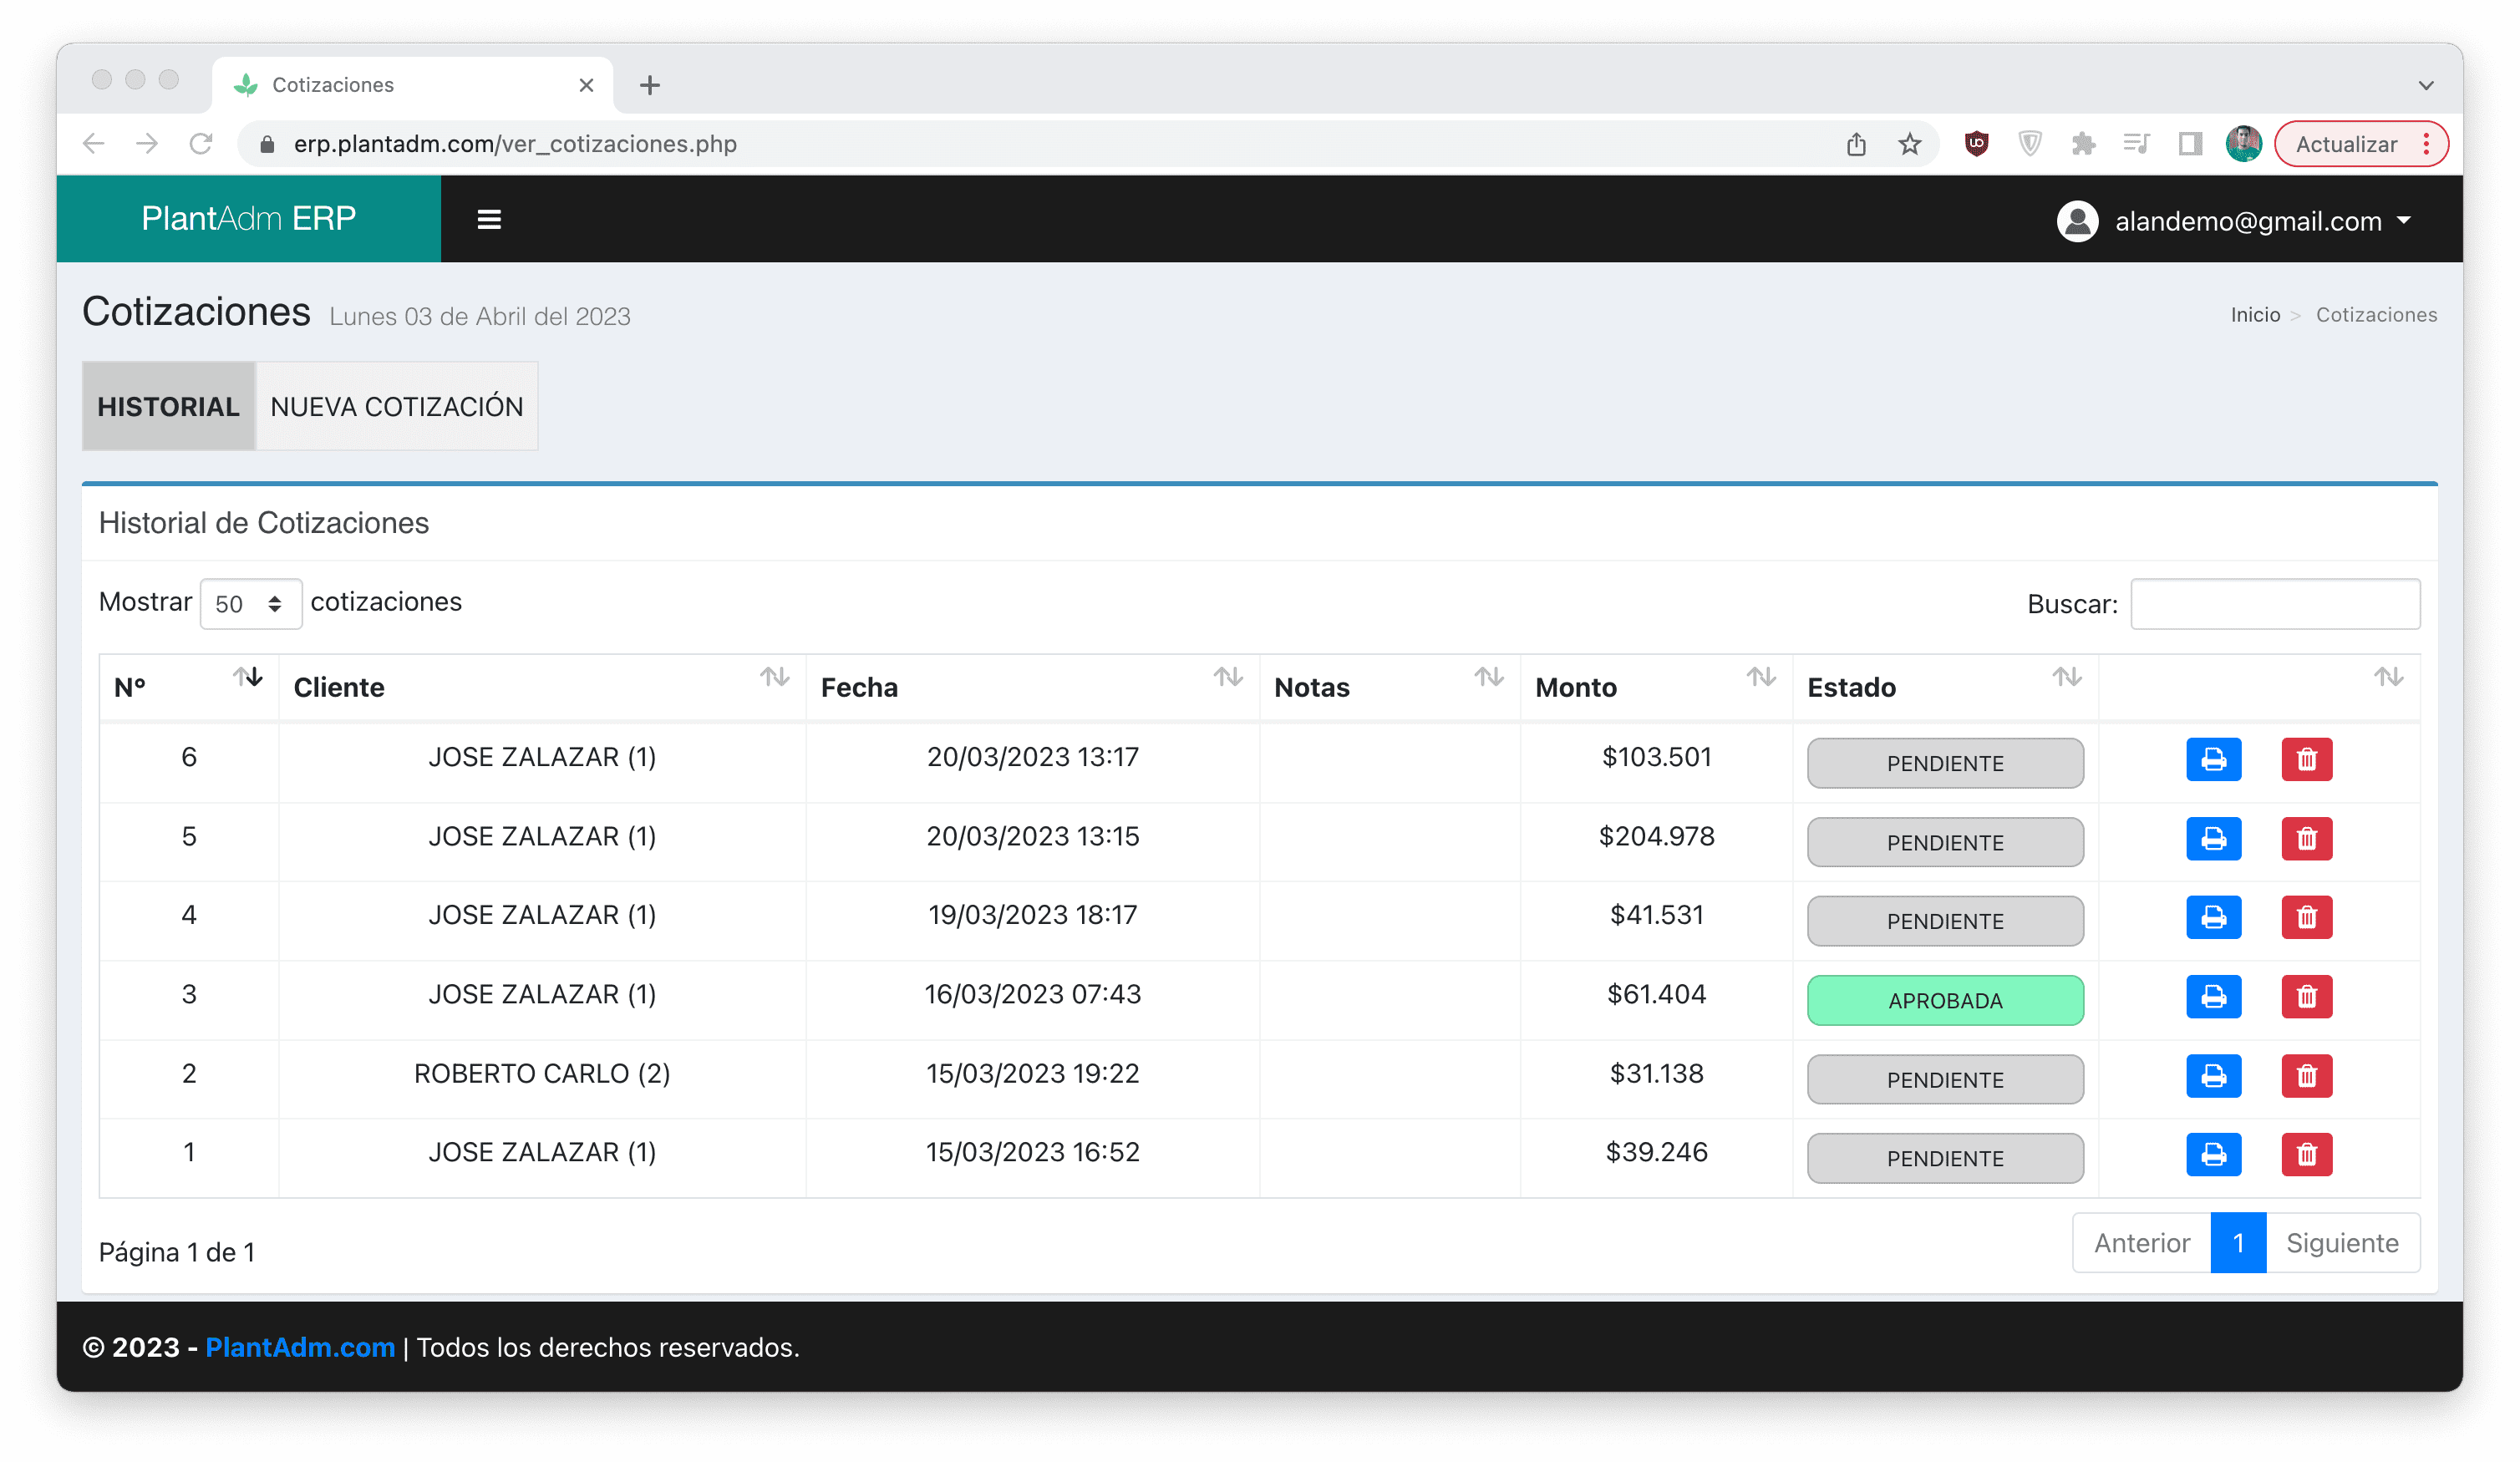 Cotizaciones
erp.plantadm.com/ver_cotizaciones.php
Actualizar
PlantAdm ERP
alandemo@gmail.com
Cotizaciones Lunes 03 de Abril del 2023
Inicio > Cotizaciones
HISTORIAL NUEVA COTIZACIÓN
Historial de Cotizaciones
Mostrar 50 cotizaciones
Buscar:
Nº Cliente Fecha Notas Monto Estado
6 JOSE ZALAZAR (1) 20/03/2023 13:17 $103.501 PENDIENTE
5 JOSE ZALAZAR (1) 20/03/2023 13:15 $204.978 PENDIENTE
4 JOSE ZALAZAR (1) 19/03/2023 18:17 $41.531 PENDIENTE
3 JOSE ZALAZAR (1) 16/03/2023 07:43 $61.404 APROBADA
2 ROBERTO CARLO (2) 15/03/2023 19:22 $31.138 PENDIENTE
1 JOSE ZALAZAR (1) 15/03/2023 16:52 $39.246 PENDIENTE
Página 1 de 1
Anterior 1 Siguiente
© 2023 - PlantAdm.com | Todos los derechos reservados.